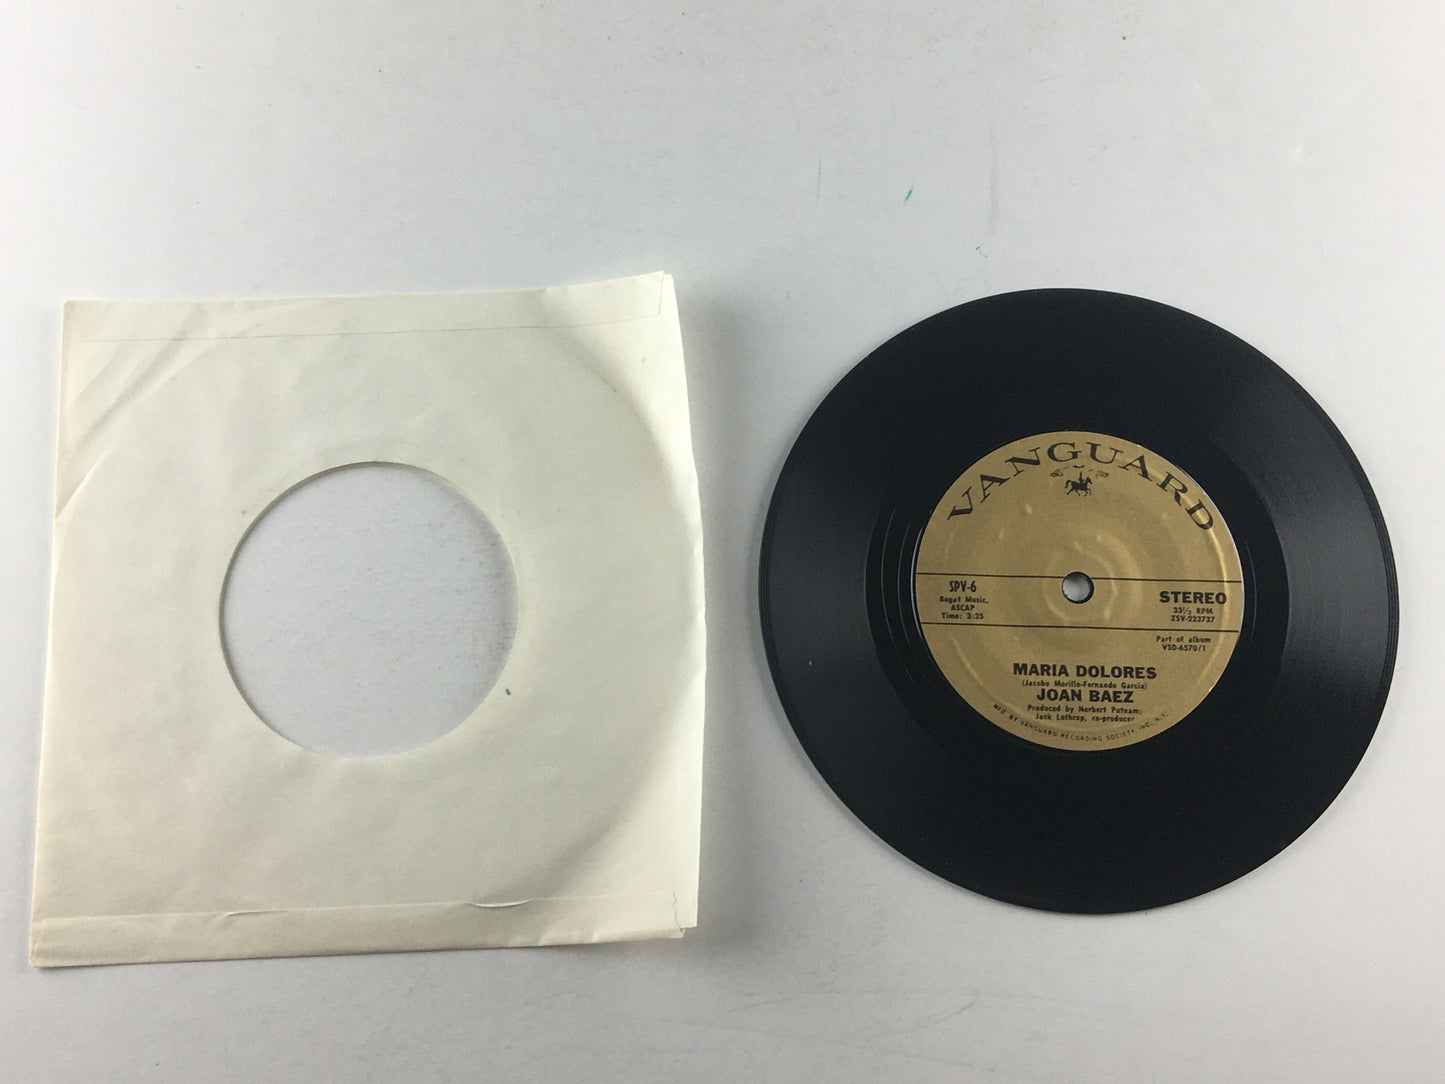 VANGUARD
SPV-6
Bogat Music,
ASCAP
Time: 3:25
STEREO
33⅓ RPM
ZSV-223737
Part of album
VSD-6570/1
MARIA DOLORES
(Jacobo Morillo-Fernando Garcia)
JOAN BAEZ
Produced by Norbert Putnam;
Jack Lothrop, co-producer
MFD. BY VANGUARD RECORDING SOCIETY, INC., N.Y.